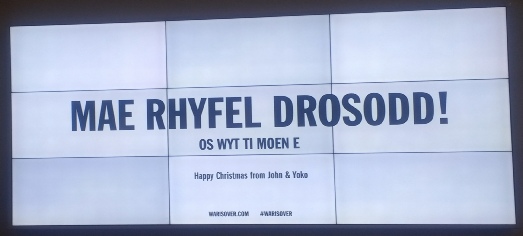 MAE RHYFEL DROSODD!
OS WYT TI MOEN E
Happy Christmas from John & Yoko
WARISOVER.COM #WARISOVER